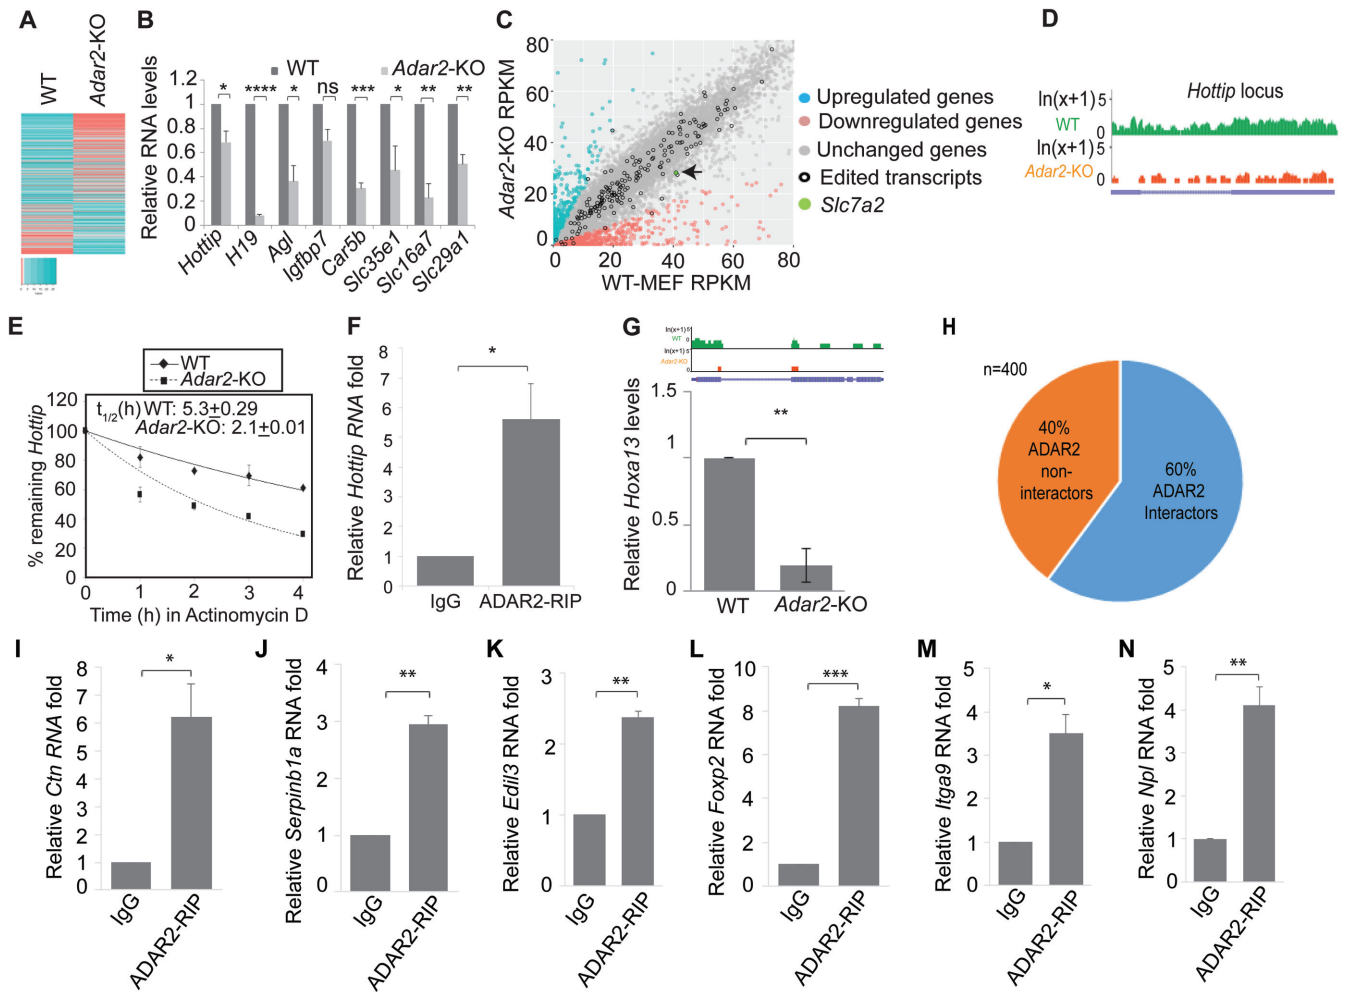 A
WT
Adar2-KO
B
WT Adar2-KO
Relative RNA levels
1.2
1
0.8
0.6
0.4
0.2
0
* **** * ns *** * ** **
Hottip H19 Agl Igfbp7 Car5b Slc35e1 Slc16a7 Slc29a1
C
Adar2-KO RPKM
80
60
40
20
0
0 20 40 60 80
WT-MEF RPKM
Upregulated genes
Downregulated genes
Unchanged genes
Edited transcripts
Slc7a2
D
Hottip locus
ln(x+1) 5
WT 0
ln(x+1) 5
Adar2-KO 0
E
WT
Adar2-KO
t1/2(h) WT: 5.3±0.29
Adar2-KO: 2.1±0.01
% remaining Hottip
120
100
80
60
40
20
0
0 1 2 3 4
Time (h) in Actinomycin D
F
Relative Hottip RNA fold
8
7
6
5
4
3
2
1
0
*
IgG ADAR2-RIP
G
ln(x+1) 5
WT 0
ln(x+1) 5
Adar2-KO 0
Relative Hoxa13 levels
1.5
1
0.5
0
**
WT Adar2-KO
H
n=400
40%
ADAR2
non-
interactors
60%
ADAR2
Interactors
I
Relative Ctn RNA fold
8
7
6
5
4
3
2
1
0
*
IgG
ADAR2-RIP
J
Relative Serpinb1a RNA fold
4
3
2
1
0
**
IgG
ADAR2-RIP
K
Relative Edil3 RNA fold
3
2
1
0
**
IgG
ADAR2-RIP
L
Relative Foxp2 RNA fold
10
8
6
4
2
0
***
IgG
ADAR2-RIP
M
Relative Itga9 RNA fold
5
4
3
2
1
0
*
IgG
ADAR2-RIP
N
Relative Npl RNA fold
5
4
3
2
1
0
**
IgG
ADAR2-RIP